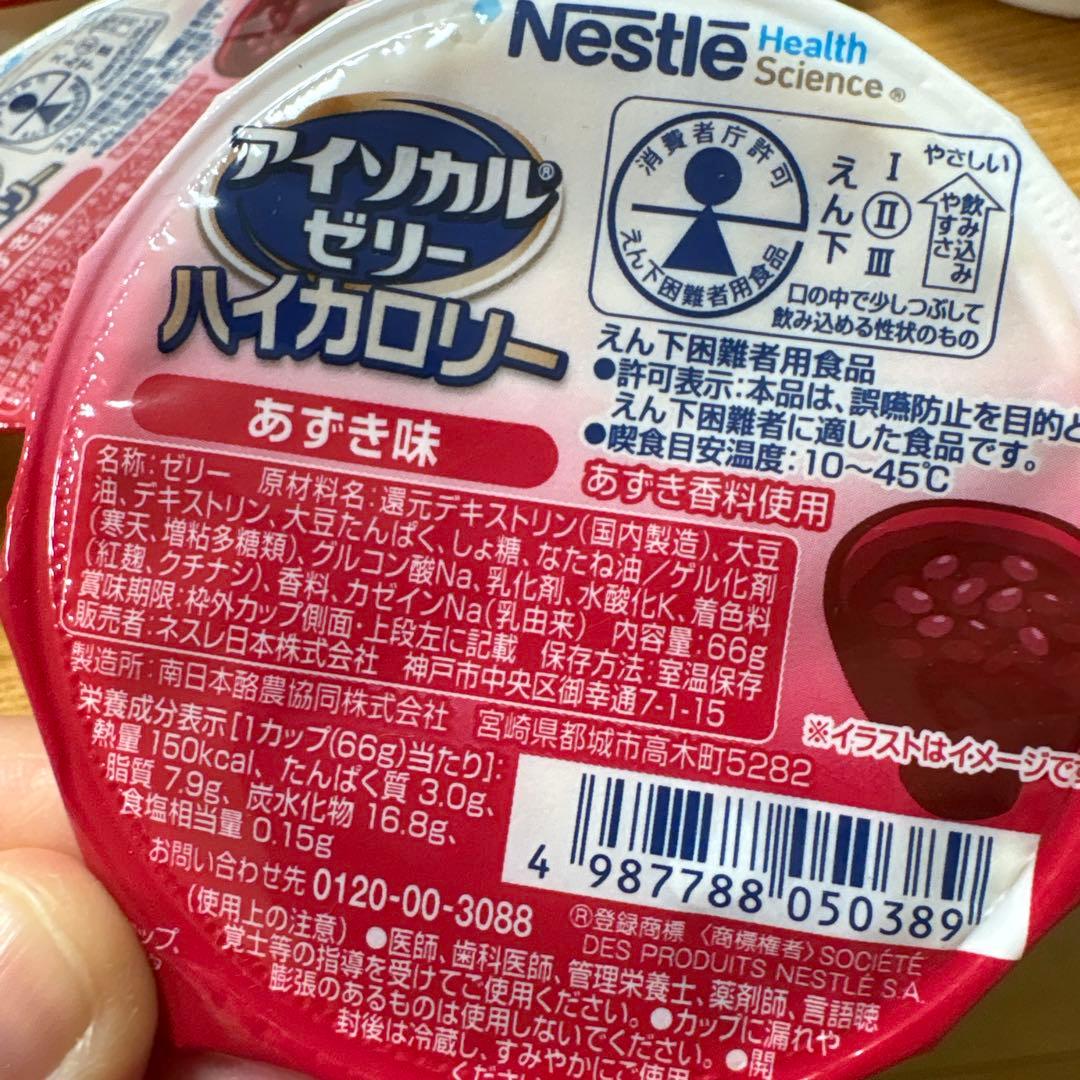 Nestlé Health Science®
アイソカル®
ゼリー
ハイカロリー
あずき味
消費者庁許可
えん下困難者用食品
えん下
I
II
III
やさしい
飲み込みやすさ
口の中で少しつぶして
飲み込める性状のもの
えん下困難者用食品
●許可表示:本品は、誤嚥防止を目的と
えん下困難者に適した食品です。
●喫食目安温度:10〜45℃
あずき香料使用
名称:ゼリー 原材料名:還元デキストリン(国内製造)、大豆
油、デキストリン、大豆たんぱく、しょ糖、なたね油/ゲル化剤
(寒天、増粘多糖類)、グルコン酸Na、乳化剤、水酸化K、着色料
(紅麹、クチナシ)、香料、カゼインNa(乳由来) 内容量:66g
賞味期限:枠外カップ側面・上段左に記載 保存方法:室温保存
販売者:ネスレ日本株式会社 神戸市中央区御幸通7-1-15
製造所:南日本酪農協同株式会社 宮崎県都城市高木町5282
※イラストはイメージで
栄養成分表示[1カップ(66g)当たり]:
熱量 150kcal、たんぱく質 3.0g、
脂質 7.9g、炭水化物 16.8g、
食塩相当量 0.15g
4 987788 050389
お問い合わせ先 0120-00-3088
®登録商標 〈商標権者〉SOCIÉTÉ
DES PRODUITS NESTLÉ S.A.
(使用上の注意) ●医師、歯科医師、管理栄養士、薬剤師、言語聴
覚士等の指導を受けてご使用ください。●カップに漏れや
膨張のあるものは使用しないでください。●開
封後は冷蔵し、すみやかにご使用
ください